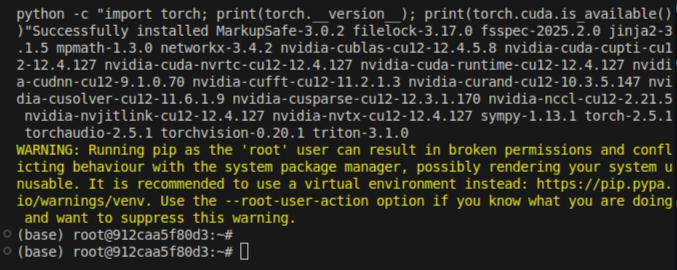 python -c "import torch; print(torch.__version__); print(torch.cuda.is_available()
)"Successfully installed MarkupSafe-3.0.2 filelock-3.17.0 fsspec-2025.2.0 jinja2-3
.1.5 mpmath-1.3.0 networkx-3.4.2 nvidia-cublas-cu12-12.4.5.8 nvidia-cuda-cupti-cu1
2-12.4.127 nvidia-cuda-nvrtc-cu12-12.4.127 nvidia-cuda-runtime-cu12-12.4.127 nvidi
a-cudnn-cu12-9.1.0.70 nvidia-cufft-cu12-11.2.1.3 nvidia-curand-cu12-10.3.5.147 nvi
dia-cusolver-cu12-11.6.1.9 nvidia-cusparse-cu12-12.3.1.170 nvidia-nccl-cu12-2.21.5
 nvidia-nvjitlink-cu12-12.4.127 nvidia-nvtx-cu12-12.4.127 sympy-1.13.1 torch-2.5.1
 torchaudio-2.5.1 torchvision-0.20.1 triton-3.1.0
WARNING: Running pip as the 'root' user can result in broken permissions and confl
icting behaviour with the system package manager, possibly rendering your system u
nusable. It is recommended to use a virtual environment instead: https://pip.pypa.
io/warnings/venv. Use the --root-user-action option if you know what you are doing
 and want to suppress this warning.
(base) root@912caa5f80d3:~#
(base) root@912caa5f80d3:~#